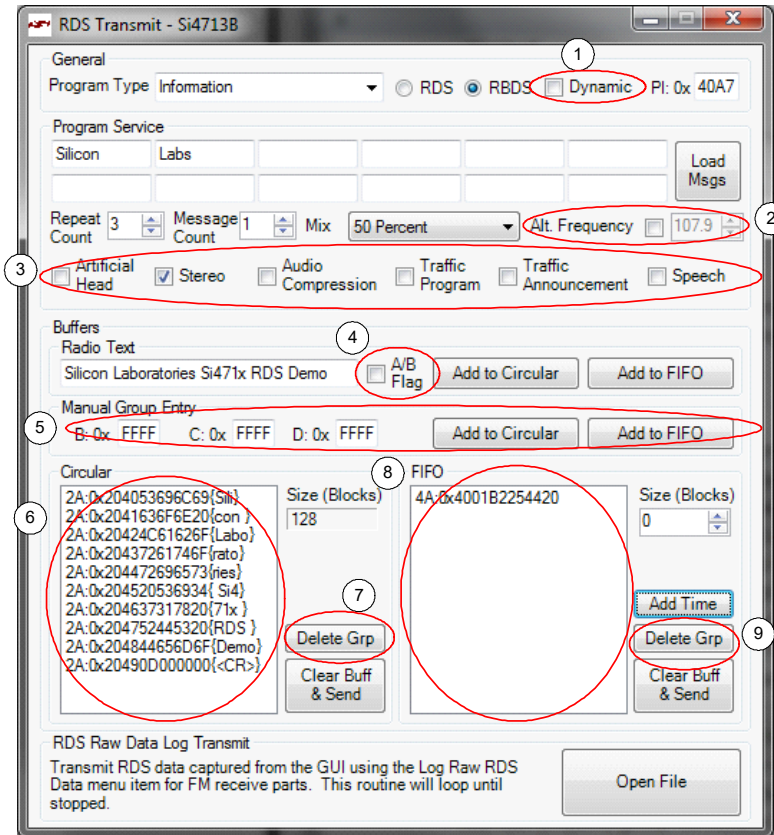 RDS Transmit - Si4713B
General
1
Program Type Information RDS RBDS Dynamic PI: 0x 40A7
Program Service
Silicon Labs
Load Msgs
Repeat Count 3 Message Count 1 Mix 50 Percent Alt. Frequency 107.9 2
3 Artificial Head Stereo Audio Compression Traffic Program Traffic Announcement Speech
Buffers
Radio Text
4
Silicon Laboratories Si471x RDS Demo A/B Flag Add to Circular Add to FIFO
Manual Group Entry
5 B: 0x FFFF C: 0x FFFF D: 0x FFFF Add to Circular Add to FIFO
Circular
6
2A:0x204053696C69{Sili}
2A:0x2041636F6E20{con }
2A:0x20424C61626F{Labo}
2A:0x20437261746F{rato}
2A:0x204472696573{ries}
2A:0x204520536934{ Si4}
2A:0x204637317820{71x }
2A:0x204752445320{RDS }
2A:0x204844656D6F{Demo}
2A:0x20490D000000{<CR>}
Size (Blocks)
128
7
Delete Grp
Clear Buff & Send
8 FIFO
4A:0x4001B2254420
Size (Blocks)
0
Add Time
Delete Grp 9
Clear Buff & Send
RDS Raw Data Log Transmit
Transmit RDS data captured from the GUI using the Log Raw RDS
Data menu item for FM receive parts. This routine will loop until
stopped.
Open File